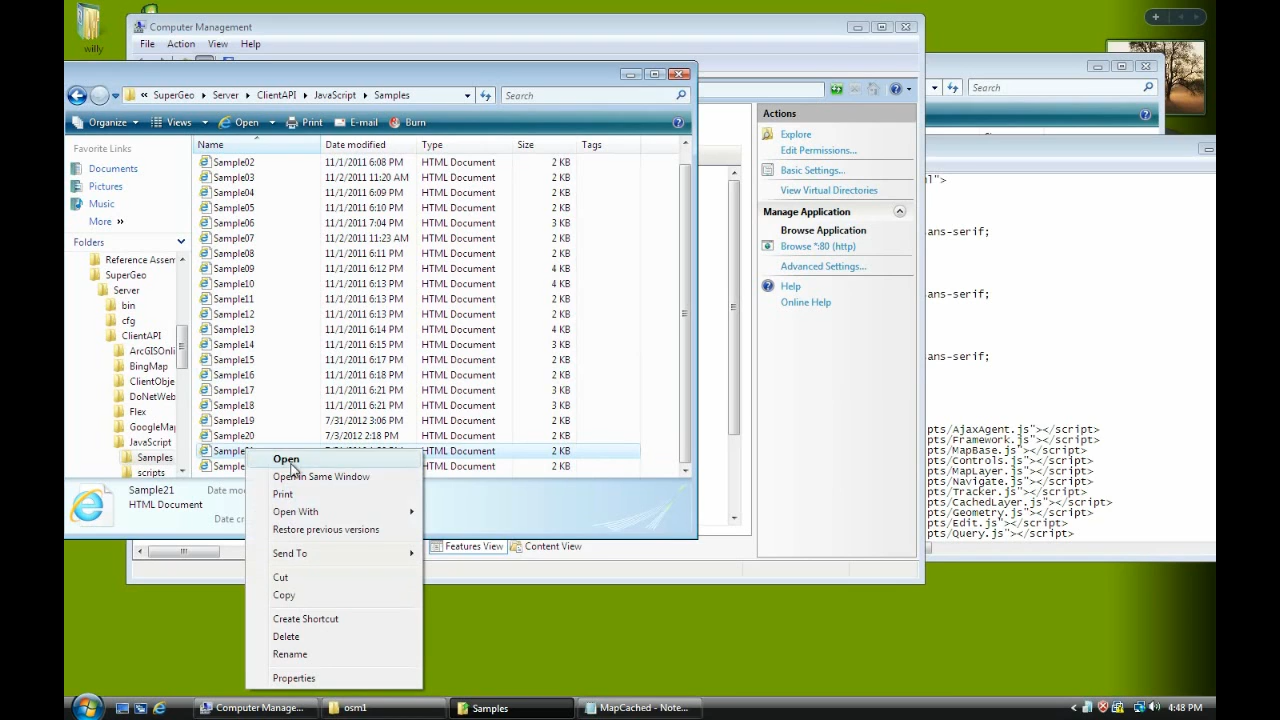 willy
Computer Management
File Action View Help
« SuperGeo ▸ Server ▸ ClientAPI ▸ JavaScript ▸ Samples
Search
Search
Organize Views Open Print E-mail Burn
Favorite Links
Documents
Pictures
Music
More »
Folders
Reference Assem
SuperGeo
Server
bin
cfg
ClientAPI
ArcGISOnli
BingMap
ClientObje
DoNetWeb
Flex
GoogleMa
JavaScript
Samples
scripts
Name Date modified Type Size Tags
Sample02 11/1/2011 6:08 PM HTML Document 2 KB
Sample03 11/2/2011 11:20 AM HTML Document 2 KB
Sample04 11/1/2011 6:09 PM HTML Document 2 KB
Sample05 11/1/2011 6:10 PM HTML Document 2 KB
Sample06 11/1/2011 7:04 PM HTML Document 3 KB
Sample07 11/2/2011 11:23 AM HTML Document 2 KB
Sample08 11/1/2011 6:11 PM HTML Document 2 KB
Sample09 11/1/2011 6:12 PM HTML Document 4 KB
Sample10 11/1/2011 6:13 PM HTML Document 4 KB
Sample11 11/1/2011 6:13 PM HTML Document 2 KB
Sample12 11/1/2011 6:13 PM HTML Document 2 KB
Sample13 11/1/2011 6:13 PM HTML Document 4 KB
Sample14 11/1/2011 6:15 PM HTML Document 3 KB
Sample15 11/1/2011 6:17 PM HTML Document 2 KB
Sample16 11/1/2011 6:18 PM HTML Document 2 KB
Sample17 11/1/2011 6:21 PM HTML Document 3 KB
Sample18 11/1/2011 6:21 PM HTML Document 3 KB
Sample19 7/31/2012 3:06 PM HTML Document 2 KB
Sample20 7/3/2012 2:18 PM HTML Document 2 KB
HTML Document 2 KB
HTML Document 2 KB
Sample21 Date mo
HTML Document
Date cr
Open
Open in Same Window
Print
Open With
Restore previous versions
Send To
Cut
Copy
Create Shortcut
Delete
Rename
Properties
Features View Content View
Actions
Explore
Edit Permissions...
Basic Settings...
View Virtual Directories
Manage Application
Browse Application
Browse *:80 (http)
Advanced Settings...
Help
Online Help
ml">
ans-serif;
ans-serif;
ans-serif;
pts/AjaxAgent.js"></script>
pts/Framework.js"></script>
pts/MapBase.js"></script>
pts/Controls.js"></script>
pts/MapLayer.js"></script>
pts/Navigate.js"></script>
pts/Tracker.js"></script>
pts/CachedLayer.js"></script>
pts/Geometry.js"></script>
pts/Edit.js"></script>
pts/Query.js"></script>
Computer Manage... osm1 Samples MapCached - Note... 4:48 PM